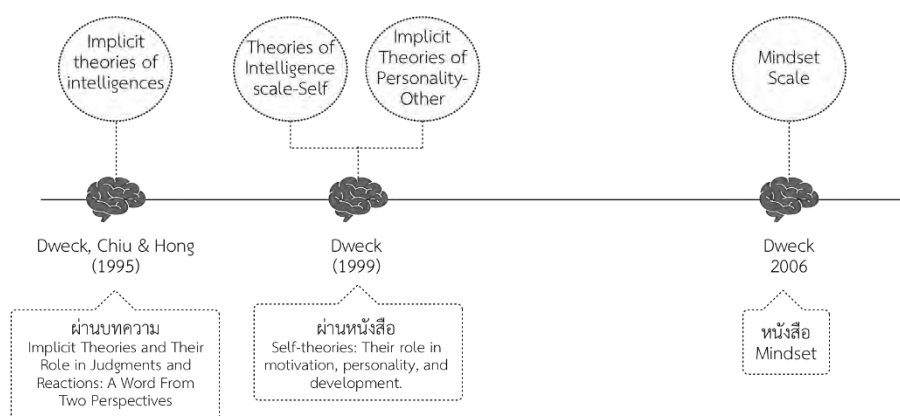 Implicit
theories of
intelligences
Theories of
Intelligence
scale-Self
Implicit
Theories of
Personality-
Other
Mindset
Scale
Dweck, Chiu & Hong
(1995)
Dweck
(1999)
Dweck
2006
ผ่านบทความ
Implicit Theories and Their
Role in Judgments and
Reactions: A Word From
Two Perspectives
ผ่านหนังสือ
Self-theories: Their role in
motivation, personality, and
development.
หนังสือ
Mindset